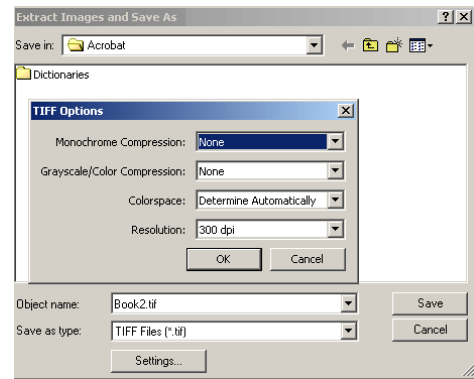 Extract Images and Save As
Save in: Acrobat
Dictionaries
TIFF Options
Monochrome Compression: None
Grayscale/Color Compression: None
Colorspace: Determine Automatically
Resolution: 300 dpi
OK Cancel
Object name: Book2.tif Save
Save as type: TIFF Files (*.tif) Cancel
Settings...